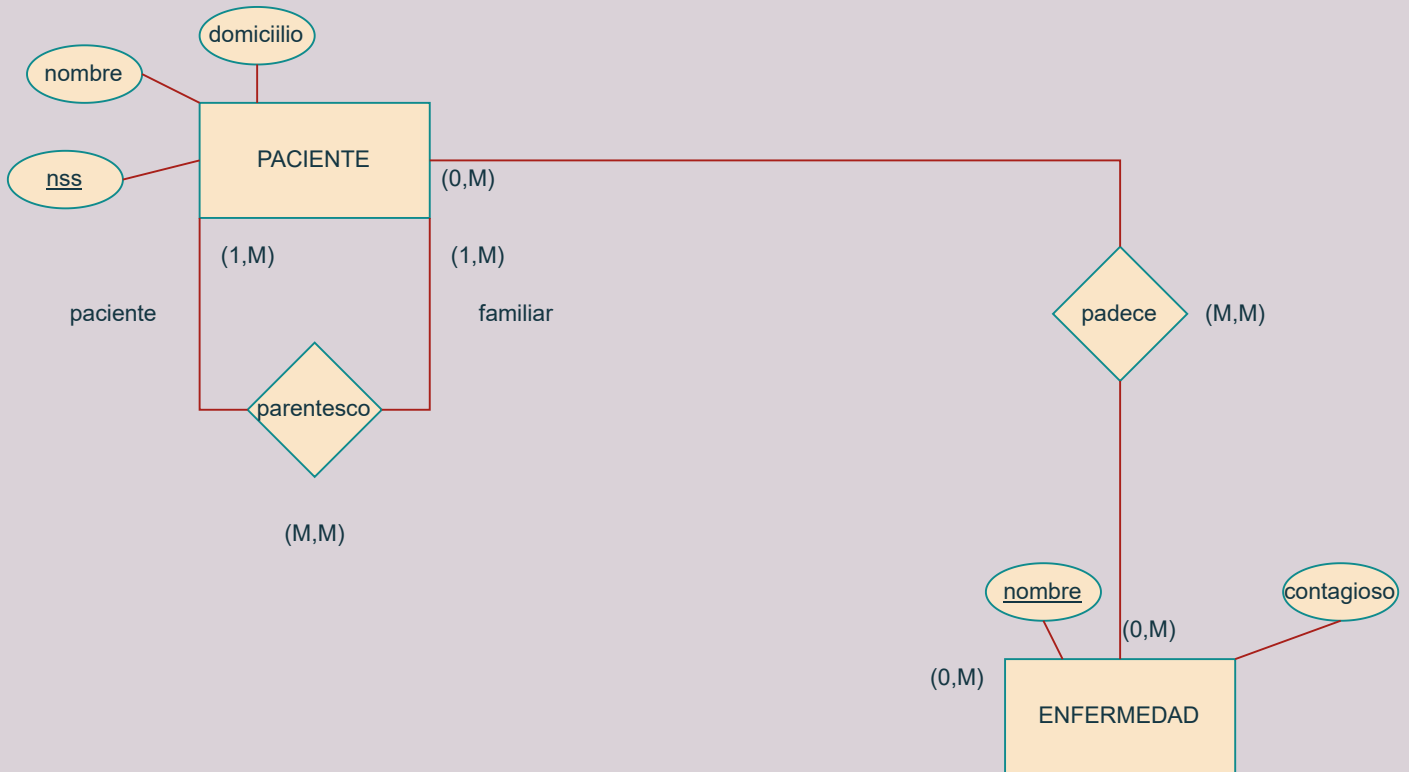 domiciilio
nombre
PACIENTE
nss
(0,M)
(1,M)
(1,M)
paciente
familiar
padece
(M,M)
parentesco
(M,M)
nombre
contagioso
(0,M)
(0,M)
ENFERMEDAD